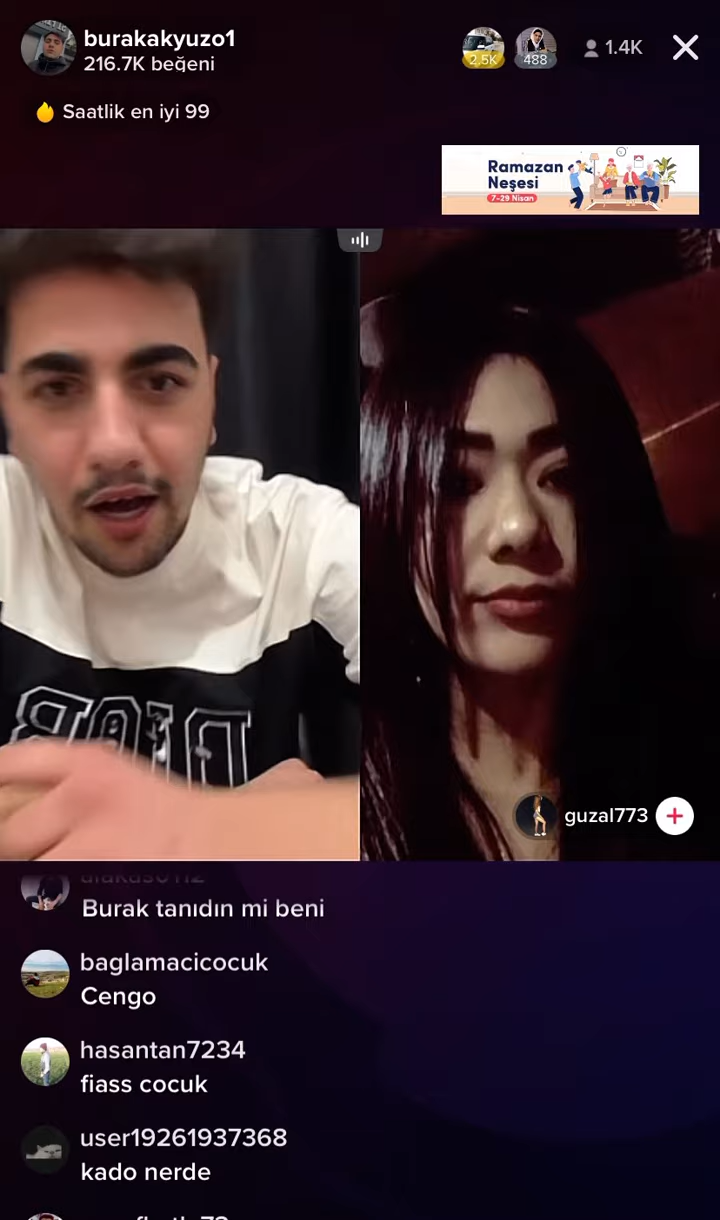 burakakyuzo1
216.7K beğeni
2.5K
488
1.4K
Saatlik en iyi 99
Ramazan
Neşesi
7-29 Nisan
DIOR
guzal773
Burak tanıdın mi beni
baglamacicocuk
Cengo
hasantan7234
fiass cocuk
user19261937368
kado nerde